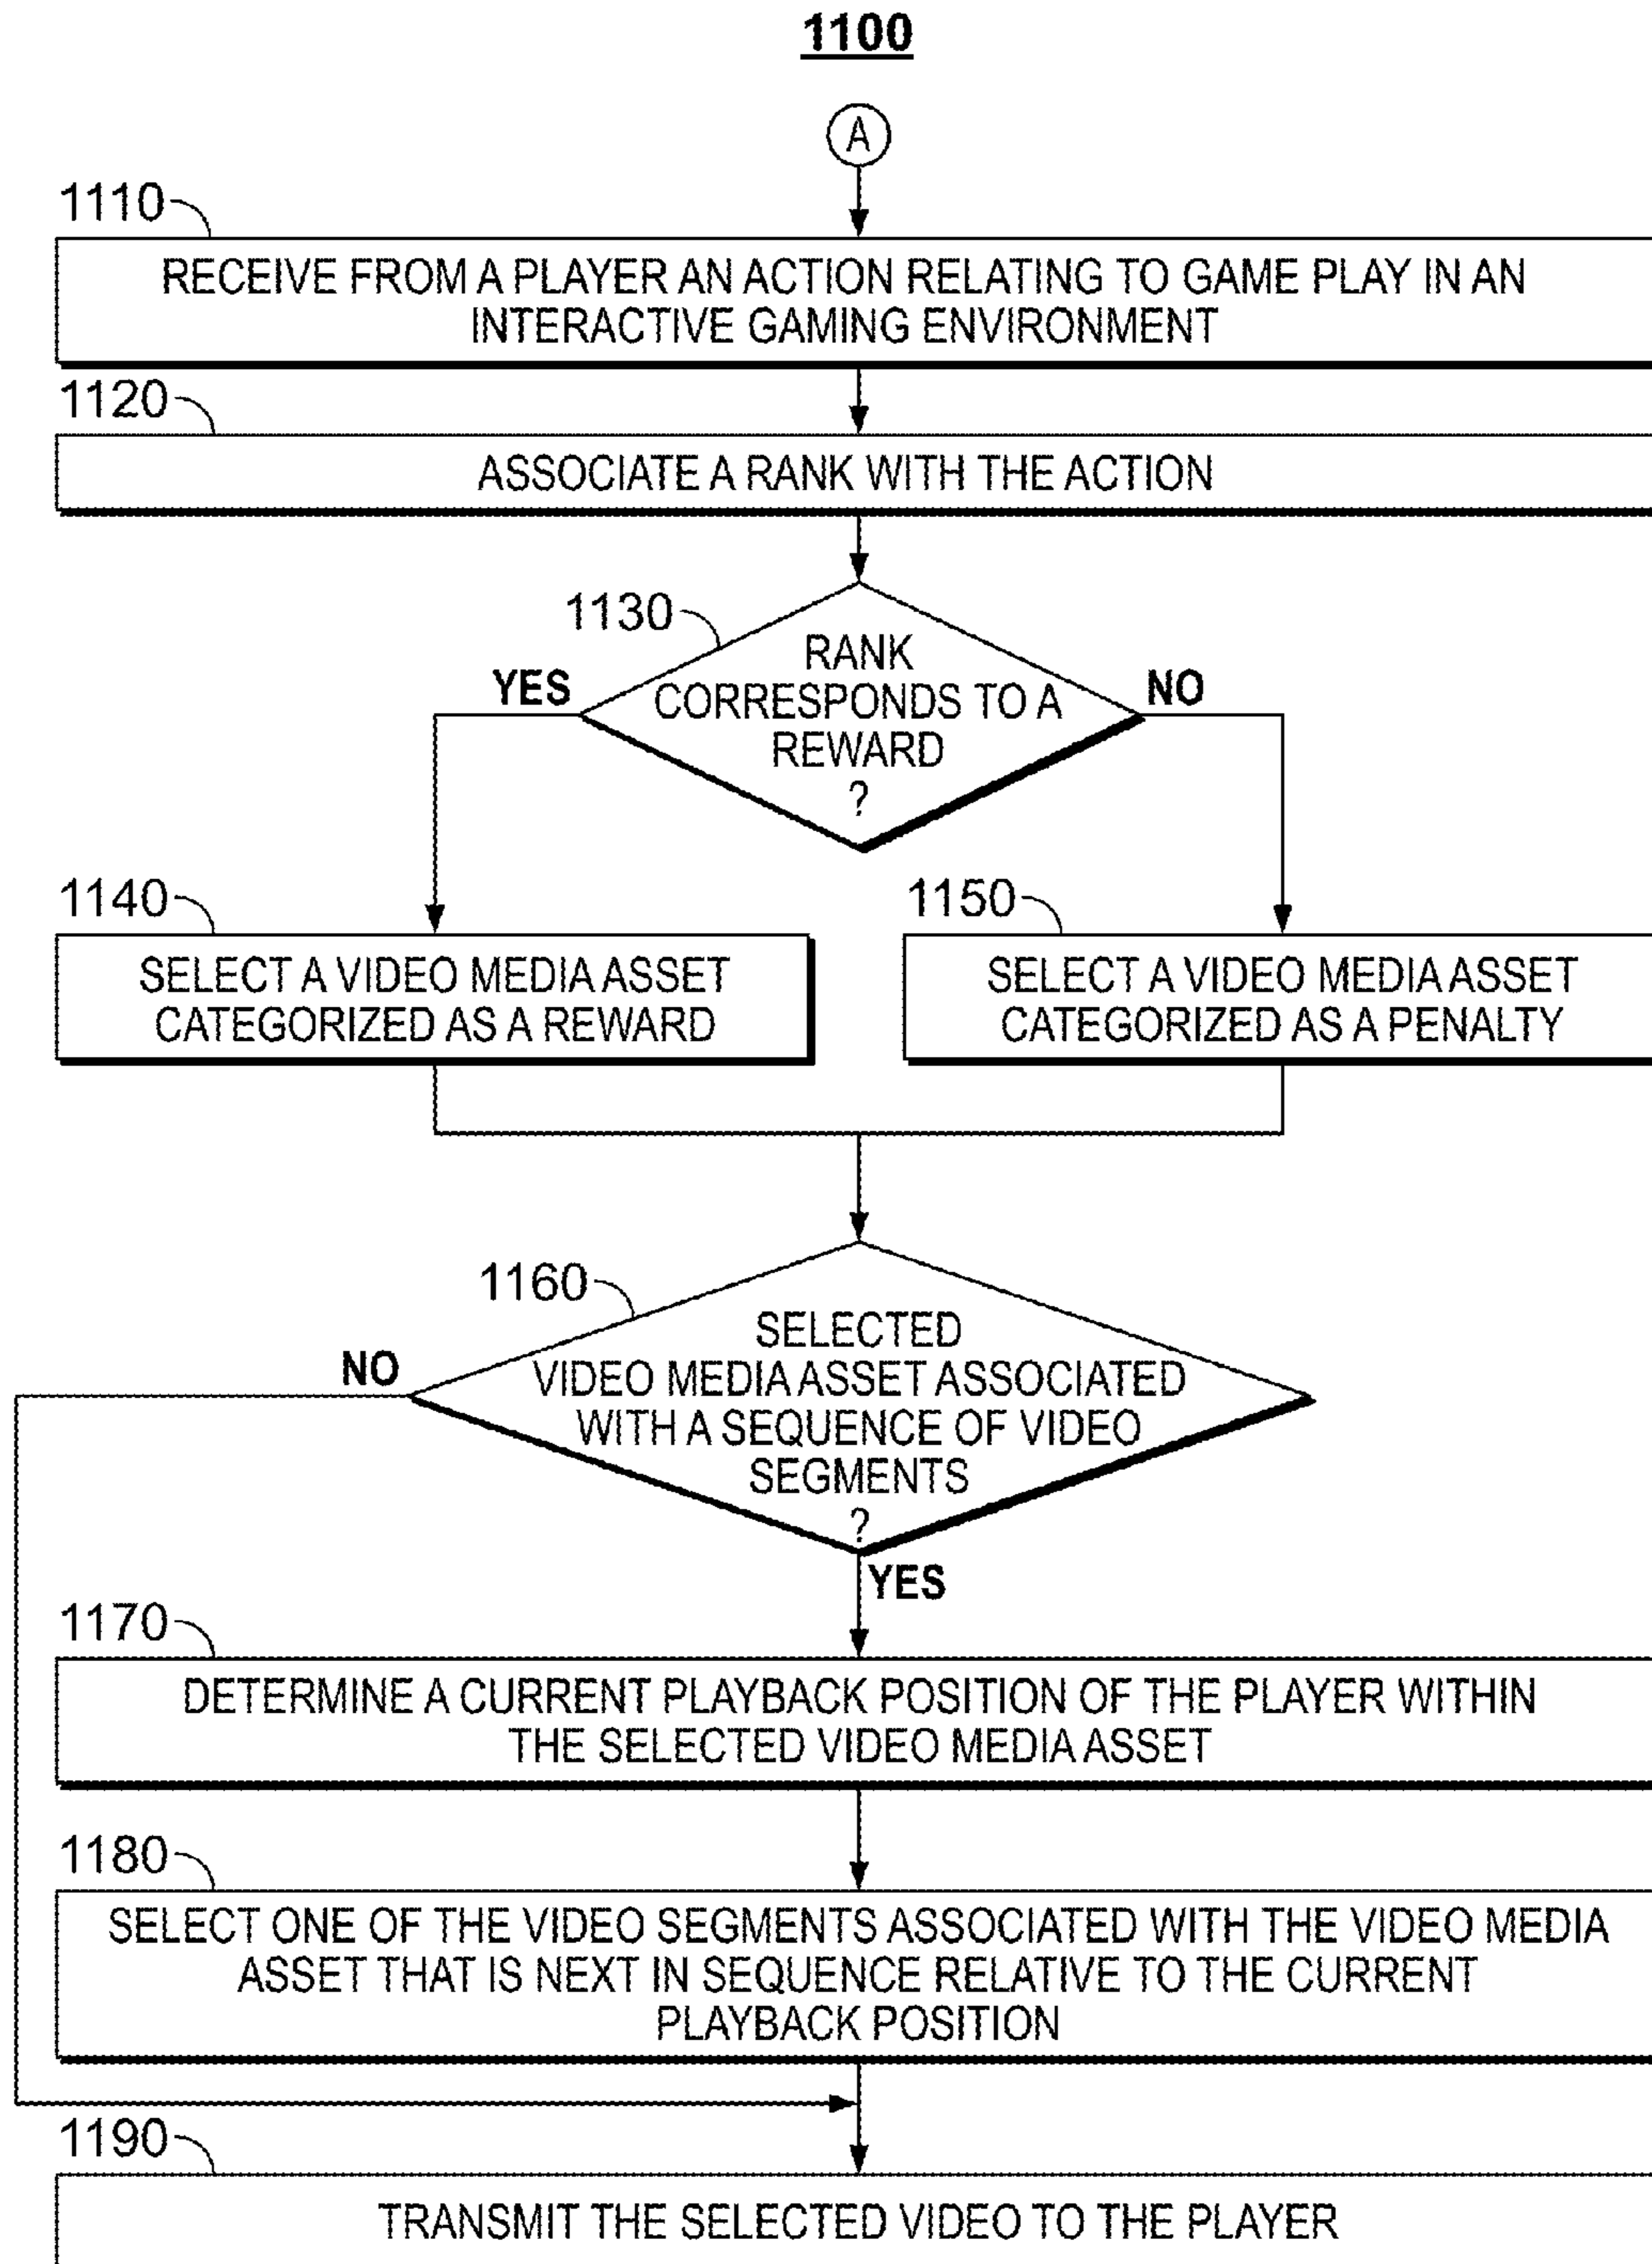 1100
A
1110
RECEIVE FROM A PLAYER AN ACTION RELATING TO GAME PLAY IN AN
INTERACTIVE GAMING ENVIRONMENT
1120
ASSOCIATE A RANK WITH THE ACTION
1130
RANK
CORRESPONDS TO A
REWARD
?
YES
NO
1140
SELECT A VIDEO MEDIA ASSET
CATEGORIZED AS A REWARD
1150
SELECT A VIDEO MEDIA ASSET
CATEGORIZED AS A PENALTY
1160
SELECTED
VIDEO MEDIA ASSET ASSOCIATED
WITH A SEQUENCE OF VIDEO
SEGMENTS
?
NO
YES
1170
DETERMINE A CURRENT PLAYBACK POSITION OF THE PLAYER WITHIN
THE SELECTED VIDEO MEDIA ASSET
1180
SELECT ONE OF THE VIDEO SEGMENTS ASSOCIATED WITH THE VIDEO MEDIA
ASSET THAT IS NEXT IN SEQUENCE RELATIVE TO THE CURRENT
PLAYBACK POSITION
1190
TRANSMIT THE SELECTED VIDEO TO THE PLAYER